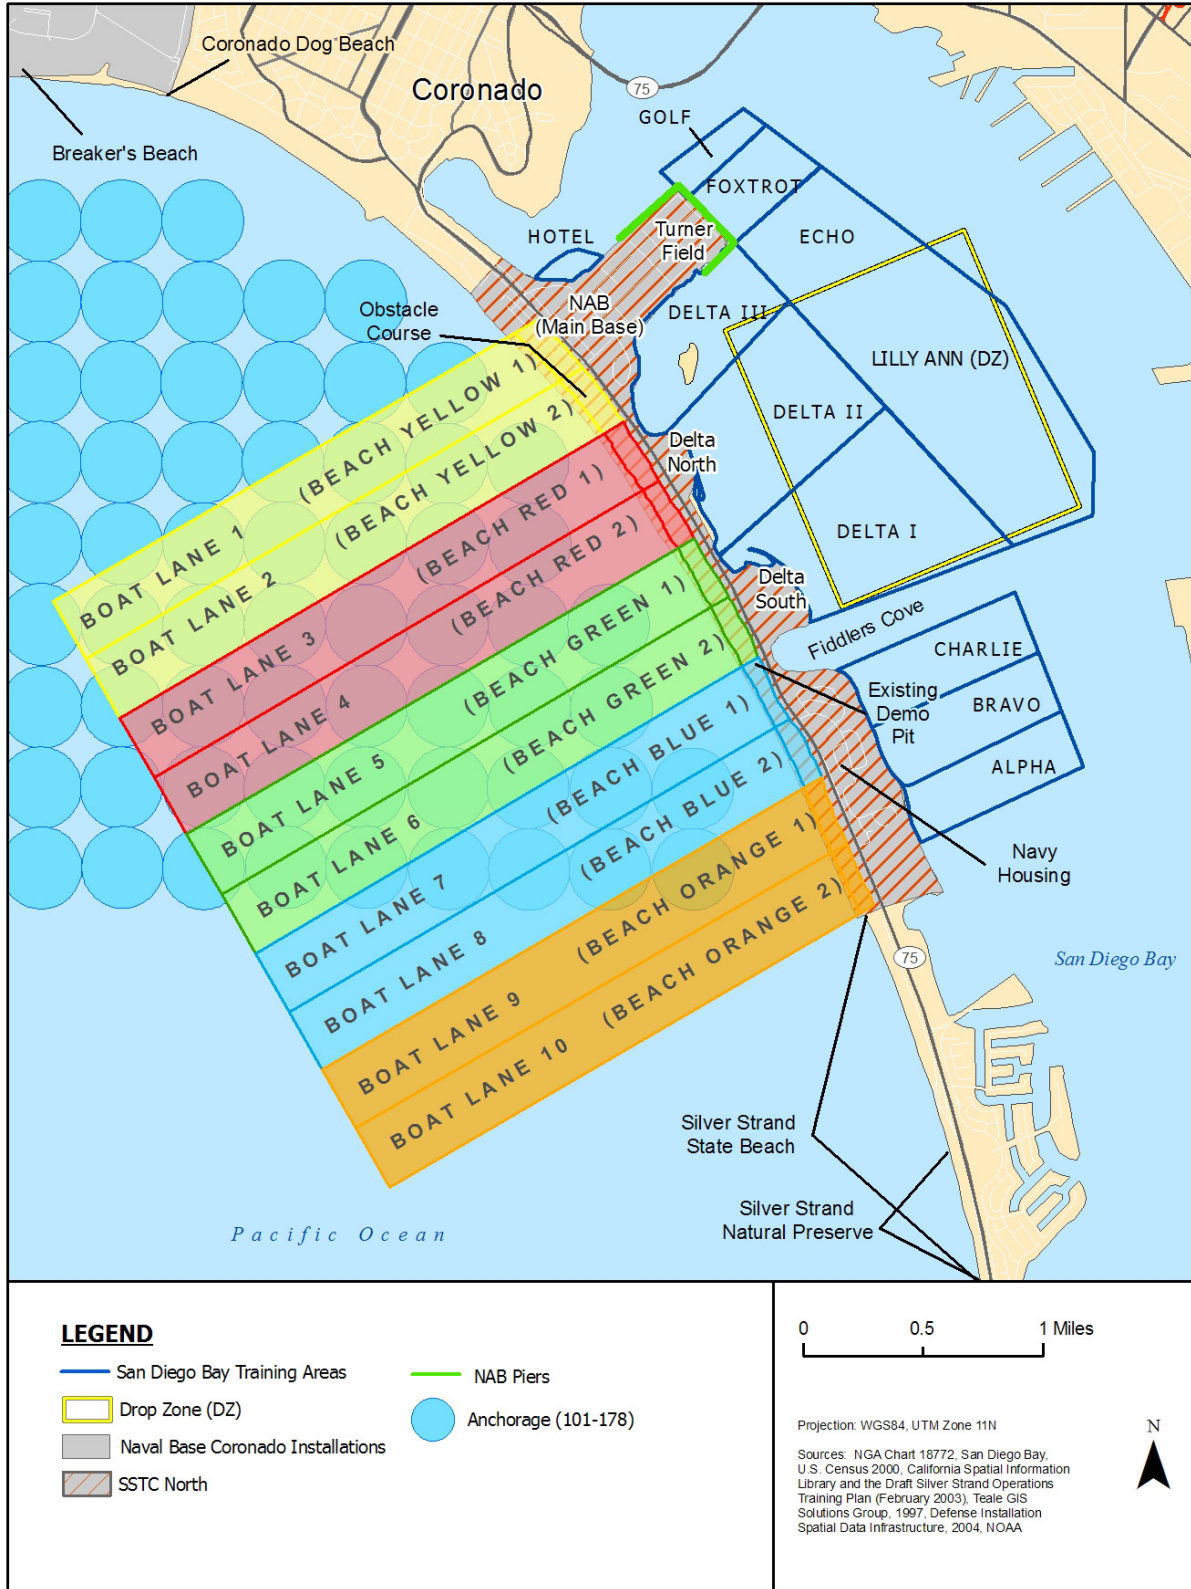 Coronado Dog Beach
Coronado
75
GOLF
Breaker's Beach
FOXTROT
HOTEL
Turner
Field
ECHO
Obstacle
Course
NAB
(Main Base)
DELTA III
LILLY ANN (DZ)
DELTA II
Delta
North
DELTA I
Delta
South
Fiddlers Cove
CHARLIE
Existing
Demo
Pit
BRAVO
ALPHA
Navy
Housing
BOAT LANE 1 (BEACH YELLOW 1)
BOAT LANE 2 (BEACH YELLOW 2)
BOAT LANE 3 (BEACH RED 1)
BOAT LANE 4 (BEACH RED 2)
BOAT LANE 5 (BEACH GREEN 1)
BOAT LANE 6 (BEACH GREEN 2)
BOAT LANE 7 (BEACH BLUE 1)
BOAT LANE 8 (BEACH BLUE 2)
BOAT LANE 9 (BEACH ORANGE 1)
BOAT LANE 10 (BEACH ORANGE 2)
75
San Diego Bay
Silver Strand
State Beach
Silver Strand
Natural Preserve
Pacific Ocean
LEGEND
San Diego Bay Training Areas
Drop Zone (DZ)
Naval Base Coronado Installations
SSTC North
NAB Piers
Anchorage (101-178)
0 0.5 1 Miles
Projection: WGS84, UTM Zone 11N
Sources: NGA Chart 18772, San Diego Bay,
U.S. Census 2000, California Spatial Information
Library and the Draft Silver Strand Operations
Training Plan (February 2003), Teale GIS
Solutions Group, 1997, Defense Installation
Spatial Data Infrastructure, 2004, NOAA
N